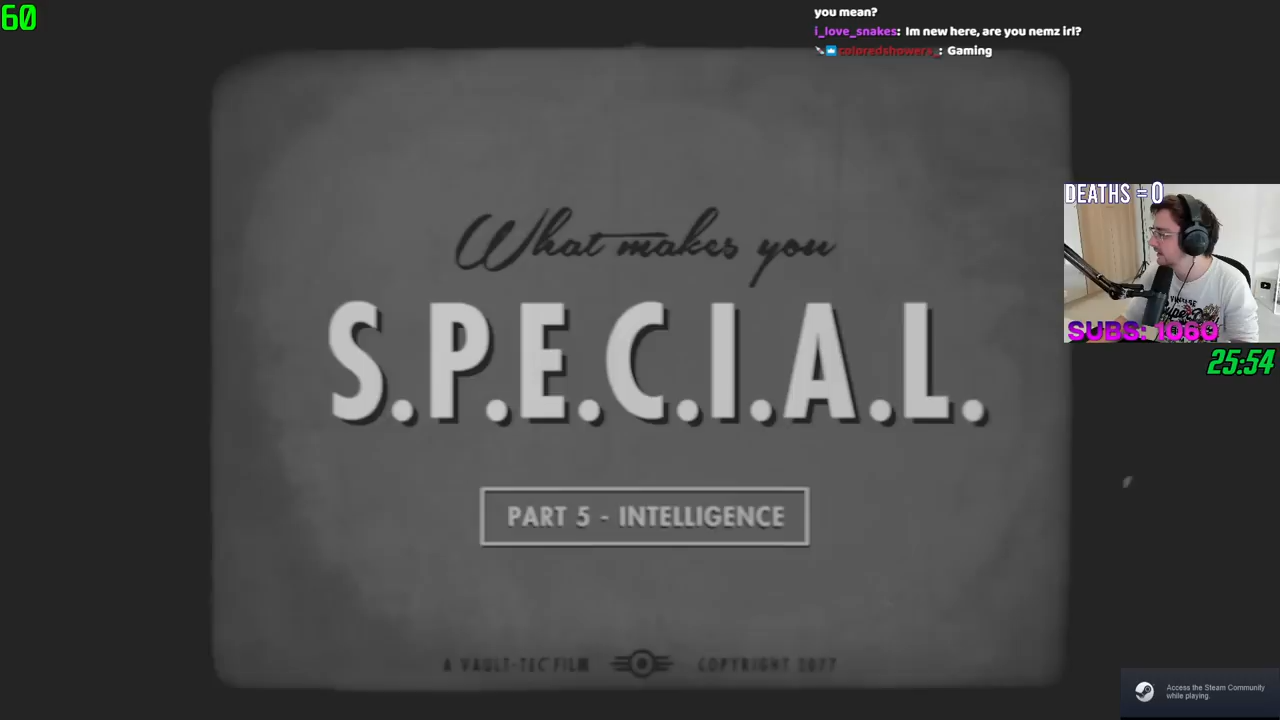 60
you mean?
i_love_snakes: Im new here, are you nemz irl?
coloredshowers_: Gaming
DEATHS = 0
What makes you
S.P.E.C.I.A.L.
PART 5 - INTELLIGENCE
SUBS: 1060
25:54
A VAULT-TEC FILM
COPYRIGHT 2077
Access the Steam Community
while playing.